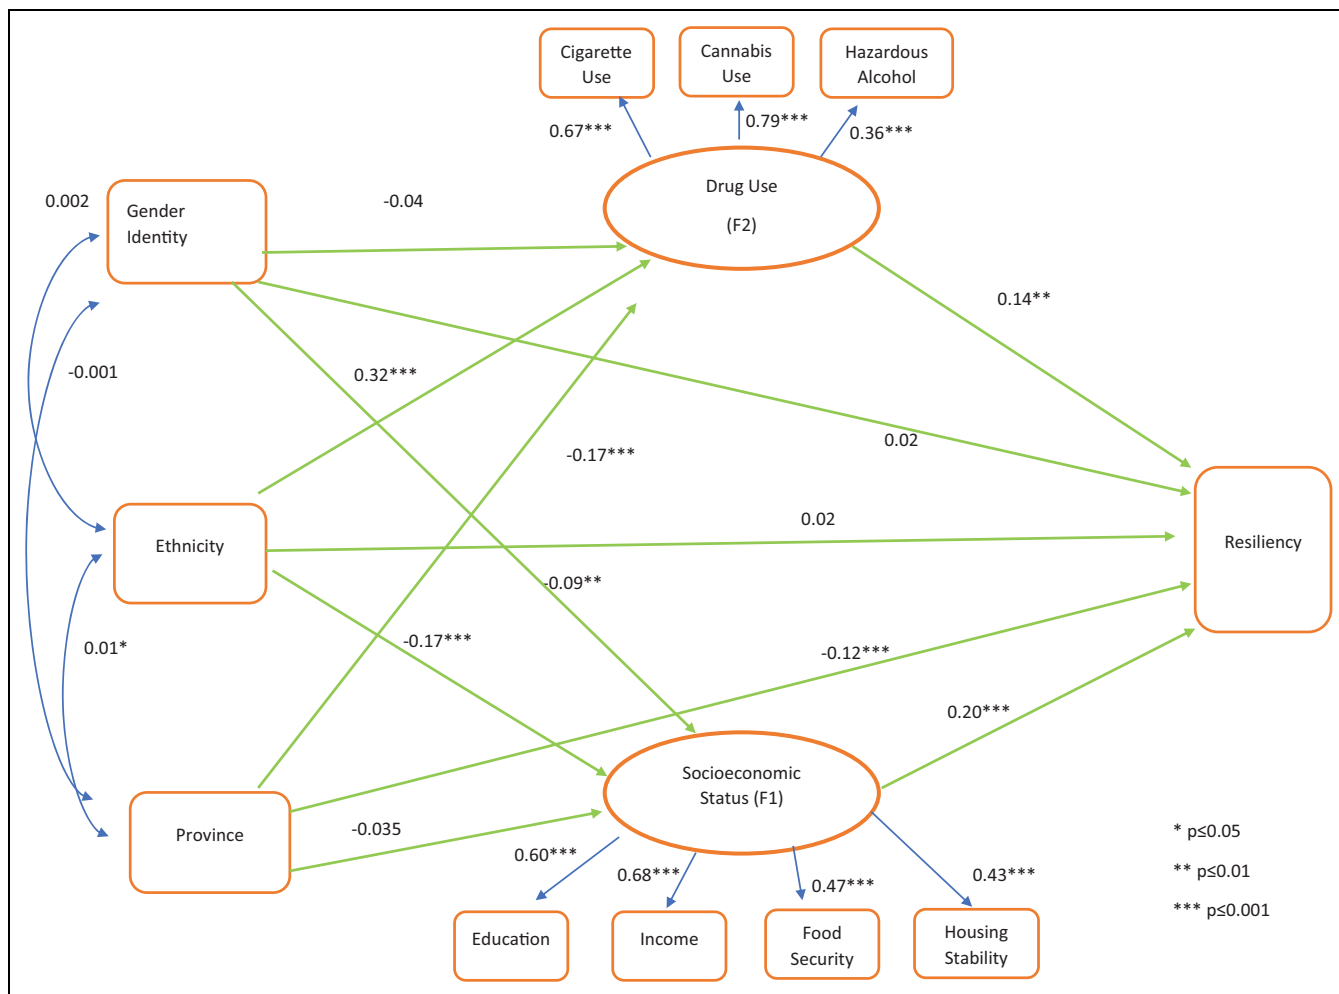 Cigarette
Use
Cannabis
Use
Hazardous
Alcohol
0.67***
0.79***
0.36***
Drug Use
(F2)
0.002
Gender
Identity
-0.04
0.14**
-0.001
0.32***
0.02
-0.17***
Ethnicity
0.02
Resiliency
-0.09**
0.01*
-0.17***
-0.12***
0.20***
Socioeconomic
Status (F1)
Province
-0.035
0.60***
0.68***
0.47***
0.43***
Education
Income
Food
Security
Housing
Stability
* p≤0.05
** p≤0.01
*** p≤0.001